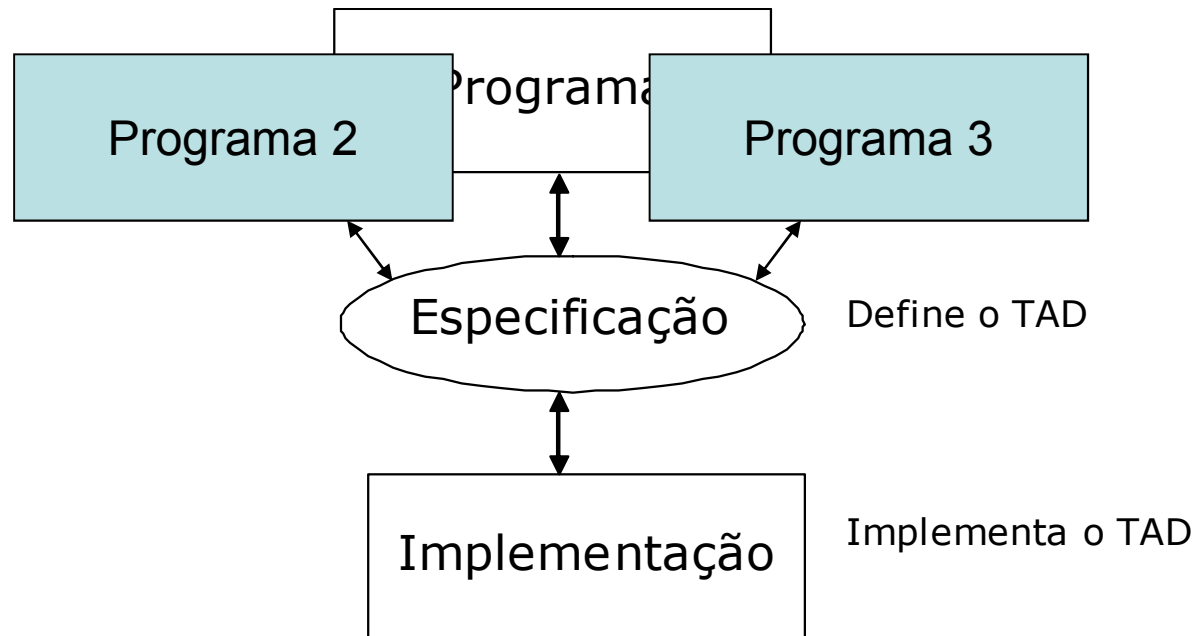 Programa
Programa 2
Programa 3
Especificação
Define o TAD
Implementação
Implementa o TAD